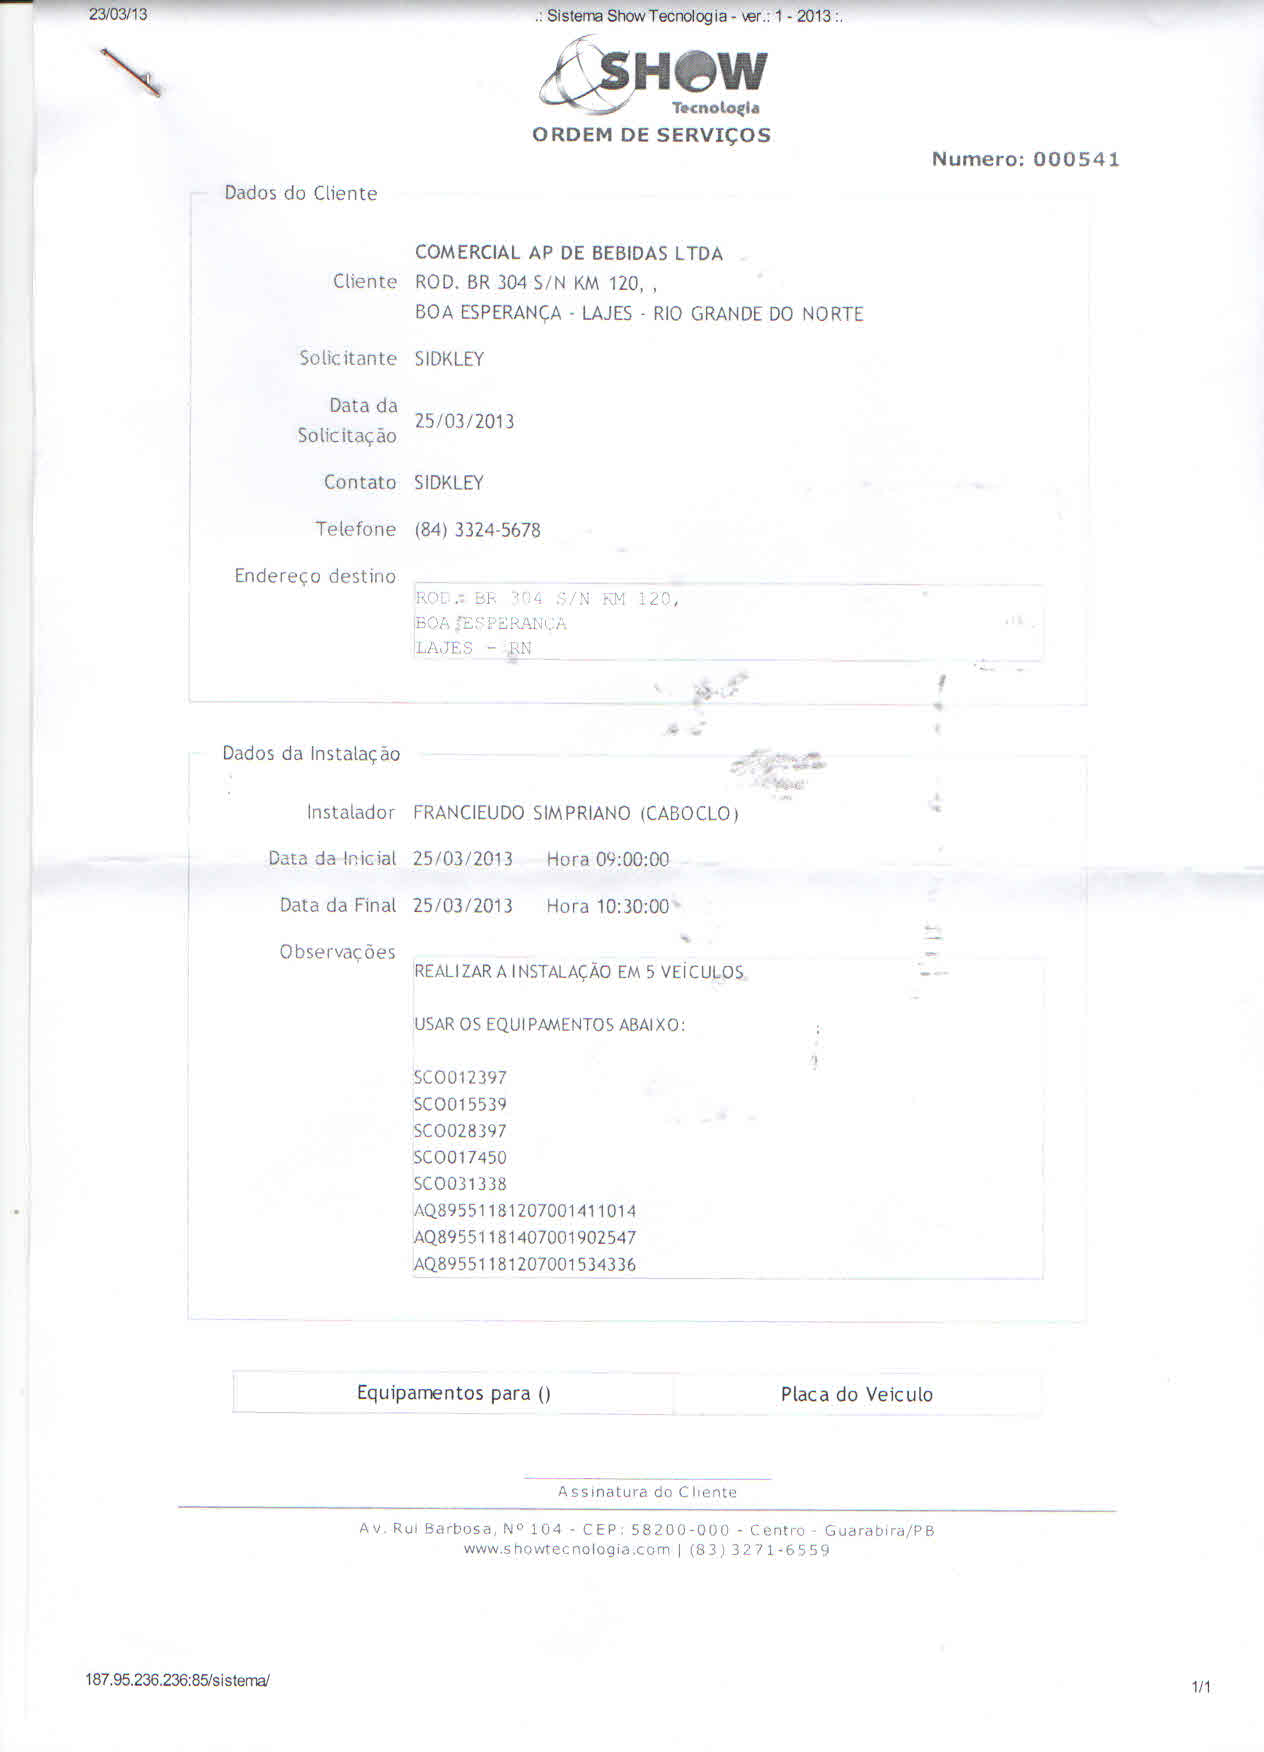 23/03/13
.: Sistema Show Tecnologia - ver.: 1 - 2013 :.
SHOW
Tecnologia
ORDEM DE SERVIÇOS
Numero: 000541
Dados do Cliente
COMERCIAL AP DE BEBIDAS LTDA
Cliente ROD. BR 304 S/N KM 120, ,
BOA ESPERANÇA - LAJES - RIO GRANDE DO NORTE
Solicitante SIDKLEY
Data da
Solicitação 25/03/2013
Contato SIDKLEY
Telefone (84) 3324-5678
Endereço destino
ROD.: BR 304 S/N KM 120,
BOA ESPERANÇA
LAJES - RN
Dados da Instalação
Instalador FRANCIEUDO SIMPRIANO (CABOCLO)
Data da Inicial 25/03/2013 Hora 09:00:00
Data da Final 25/03/2013 Hora 10:30:00
Observações
REALIZAR A INSTALAÇÃO EM 5 VEÍCULOS
USAR OS EQUIPAMENTOS ABAIXO:
SCO012397
SCO015539
SCO028397
SCO017450
SCO031338
AQ89551181207001411014
AQ89551181407001902547
AQ89551181207001534336
Equipamentos para () Placa do Veiculo
Assinatura do Cliente
Av. Rui Barbosa, Nº 104 - CEP: 58200-000 - Centro - Guarabira/PB
www.showtecnologia.com | (83) 3271-6559
187.95.236.236:85/sistema/
1/1